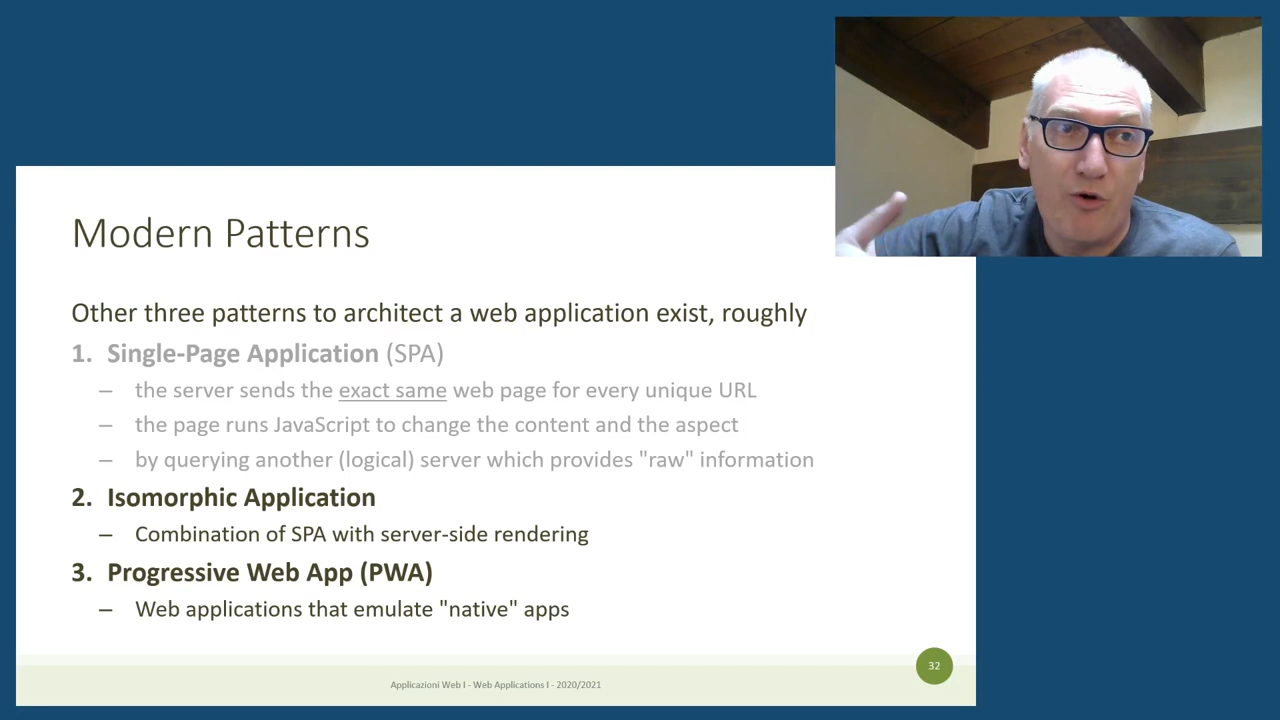 Modern Patterns
Other three patterns to architect a web application exist, roughly
1. Single-Page Application (SPA)
– the server sends the exact same web page for every unique URL
– the page runs JavaScript to change the content and the aspect
– by querying another (logical) server which provides "raw" information
2. Isomorphic Application
– Combination of SPA with server-side rendering
3. Progressive Web App (PWA)
– Web applications that emulate "native" apps
32
Applicazioni Web I - Web Applications I - 2020/2021